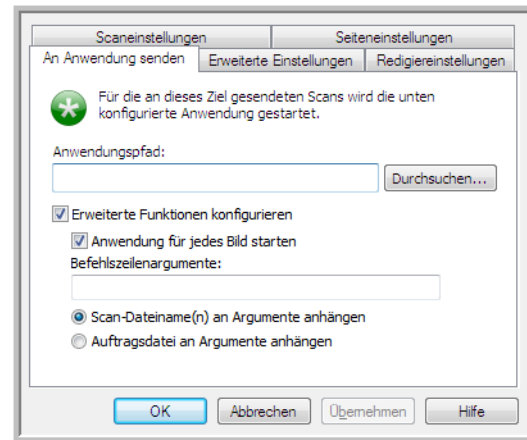 Scaneinstellungen
Seiteneinstellungen
An Anwendung senden
Erweiterte Einstellungen
Redigiereinstellungen
Für die an dieses Ziel gesendeten Scans wird die unten
konfigurierte Anwendung gestartet.
Anwendungspfad:
Durchsuchen...
Erweiterte Funktionen konfigurieren
Anwendung für jedes Bild starten
Befehlszeilenargumente:
Scan-Dateiname(n) an Argumente anhängen
Auftragsdatei an Argumente anhängen
OK
Abbrechen
Übernehmen
Hilfe